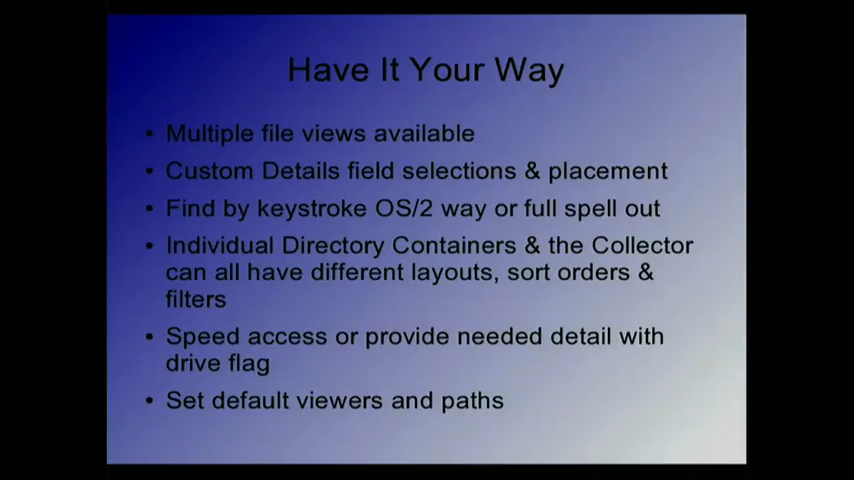 Have It Your Way
• Multiple file views available
• Custom Details field selections & placement
• Find by keystroke OS/2 way or full spell out
• Individual Directory Containers & the Collector
can all have different layouts, sort orders &
filters
• Speed access or provide needed detail with
drive flag
• Set default viewers and paths